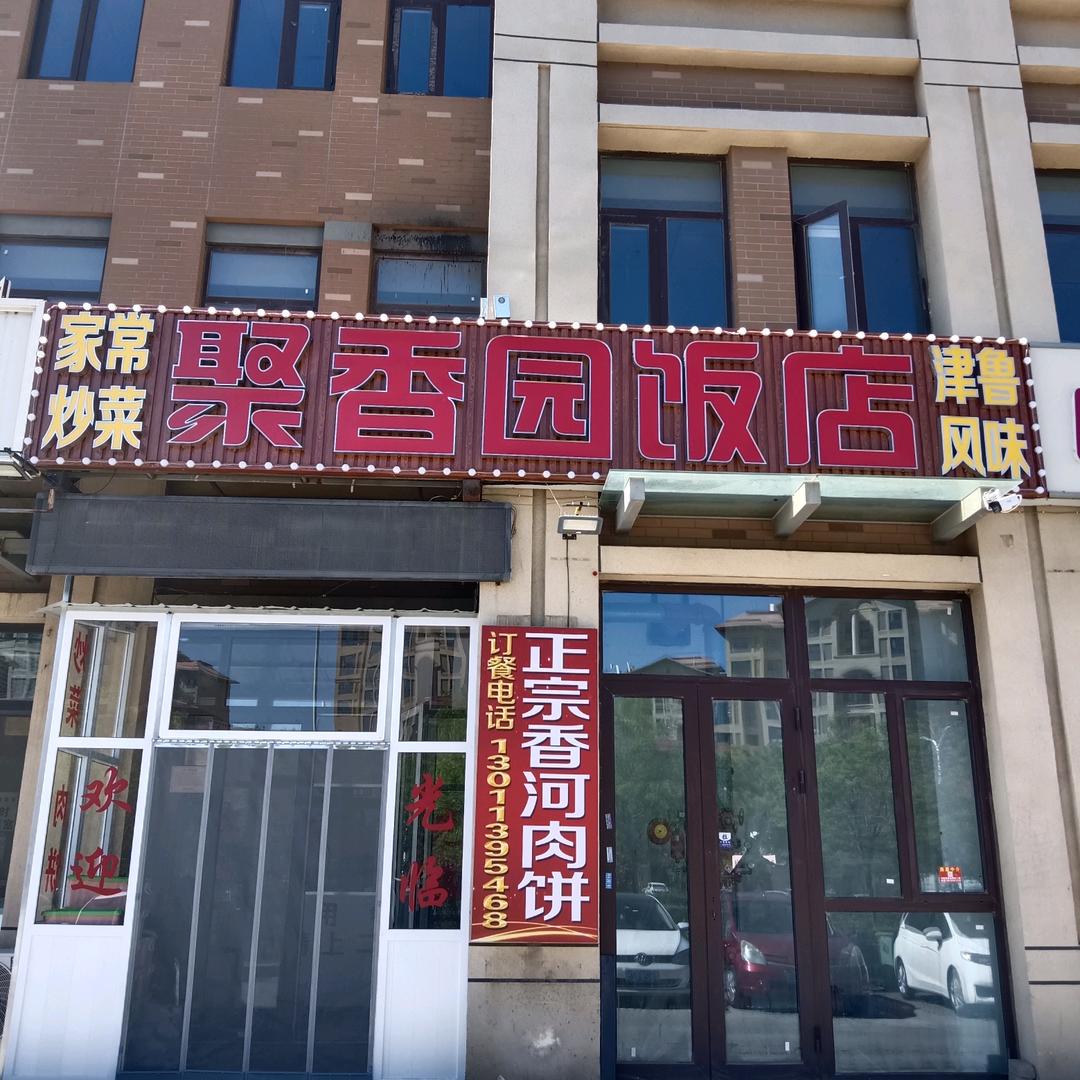 家常
炒菜
聚香园饭店
津鲁
风味
正宗香河肉饼
订餐电话 13011395468
炒菜
肉饼
欢迎
光临